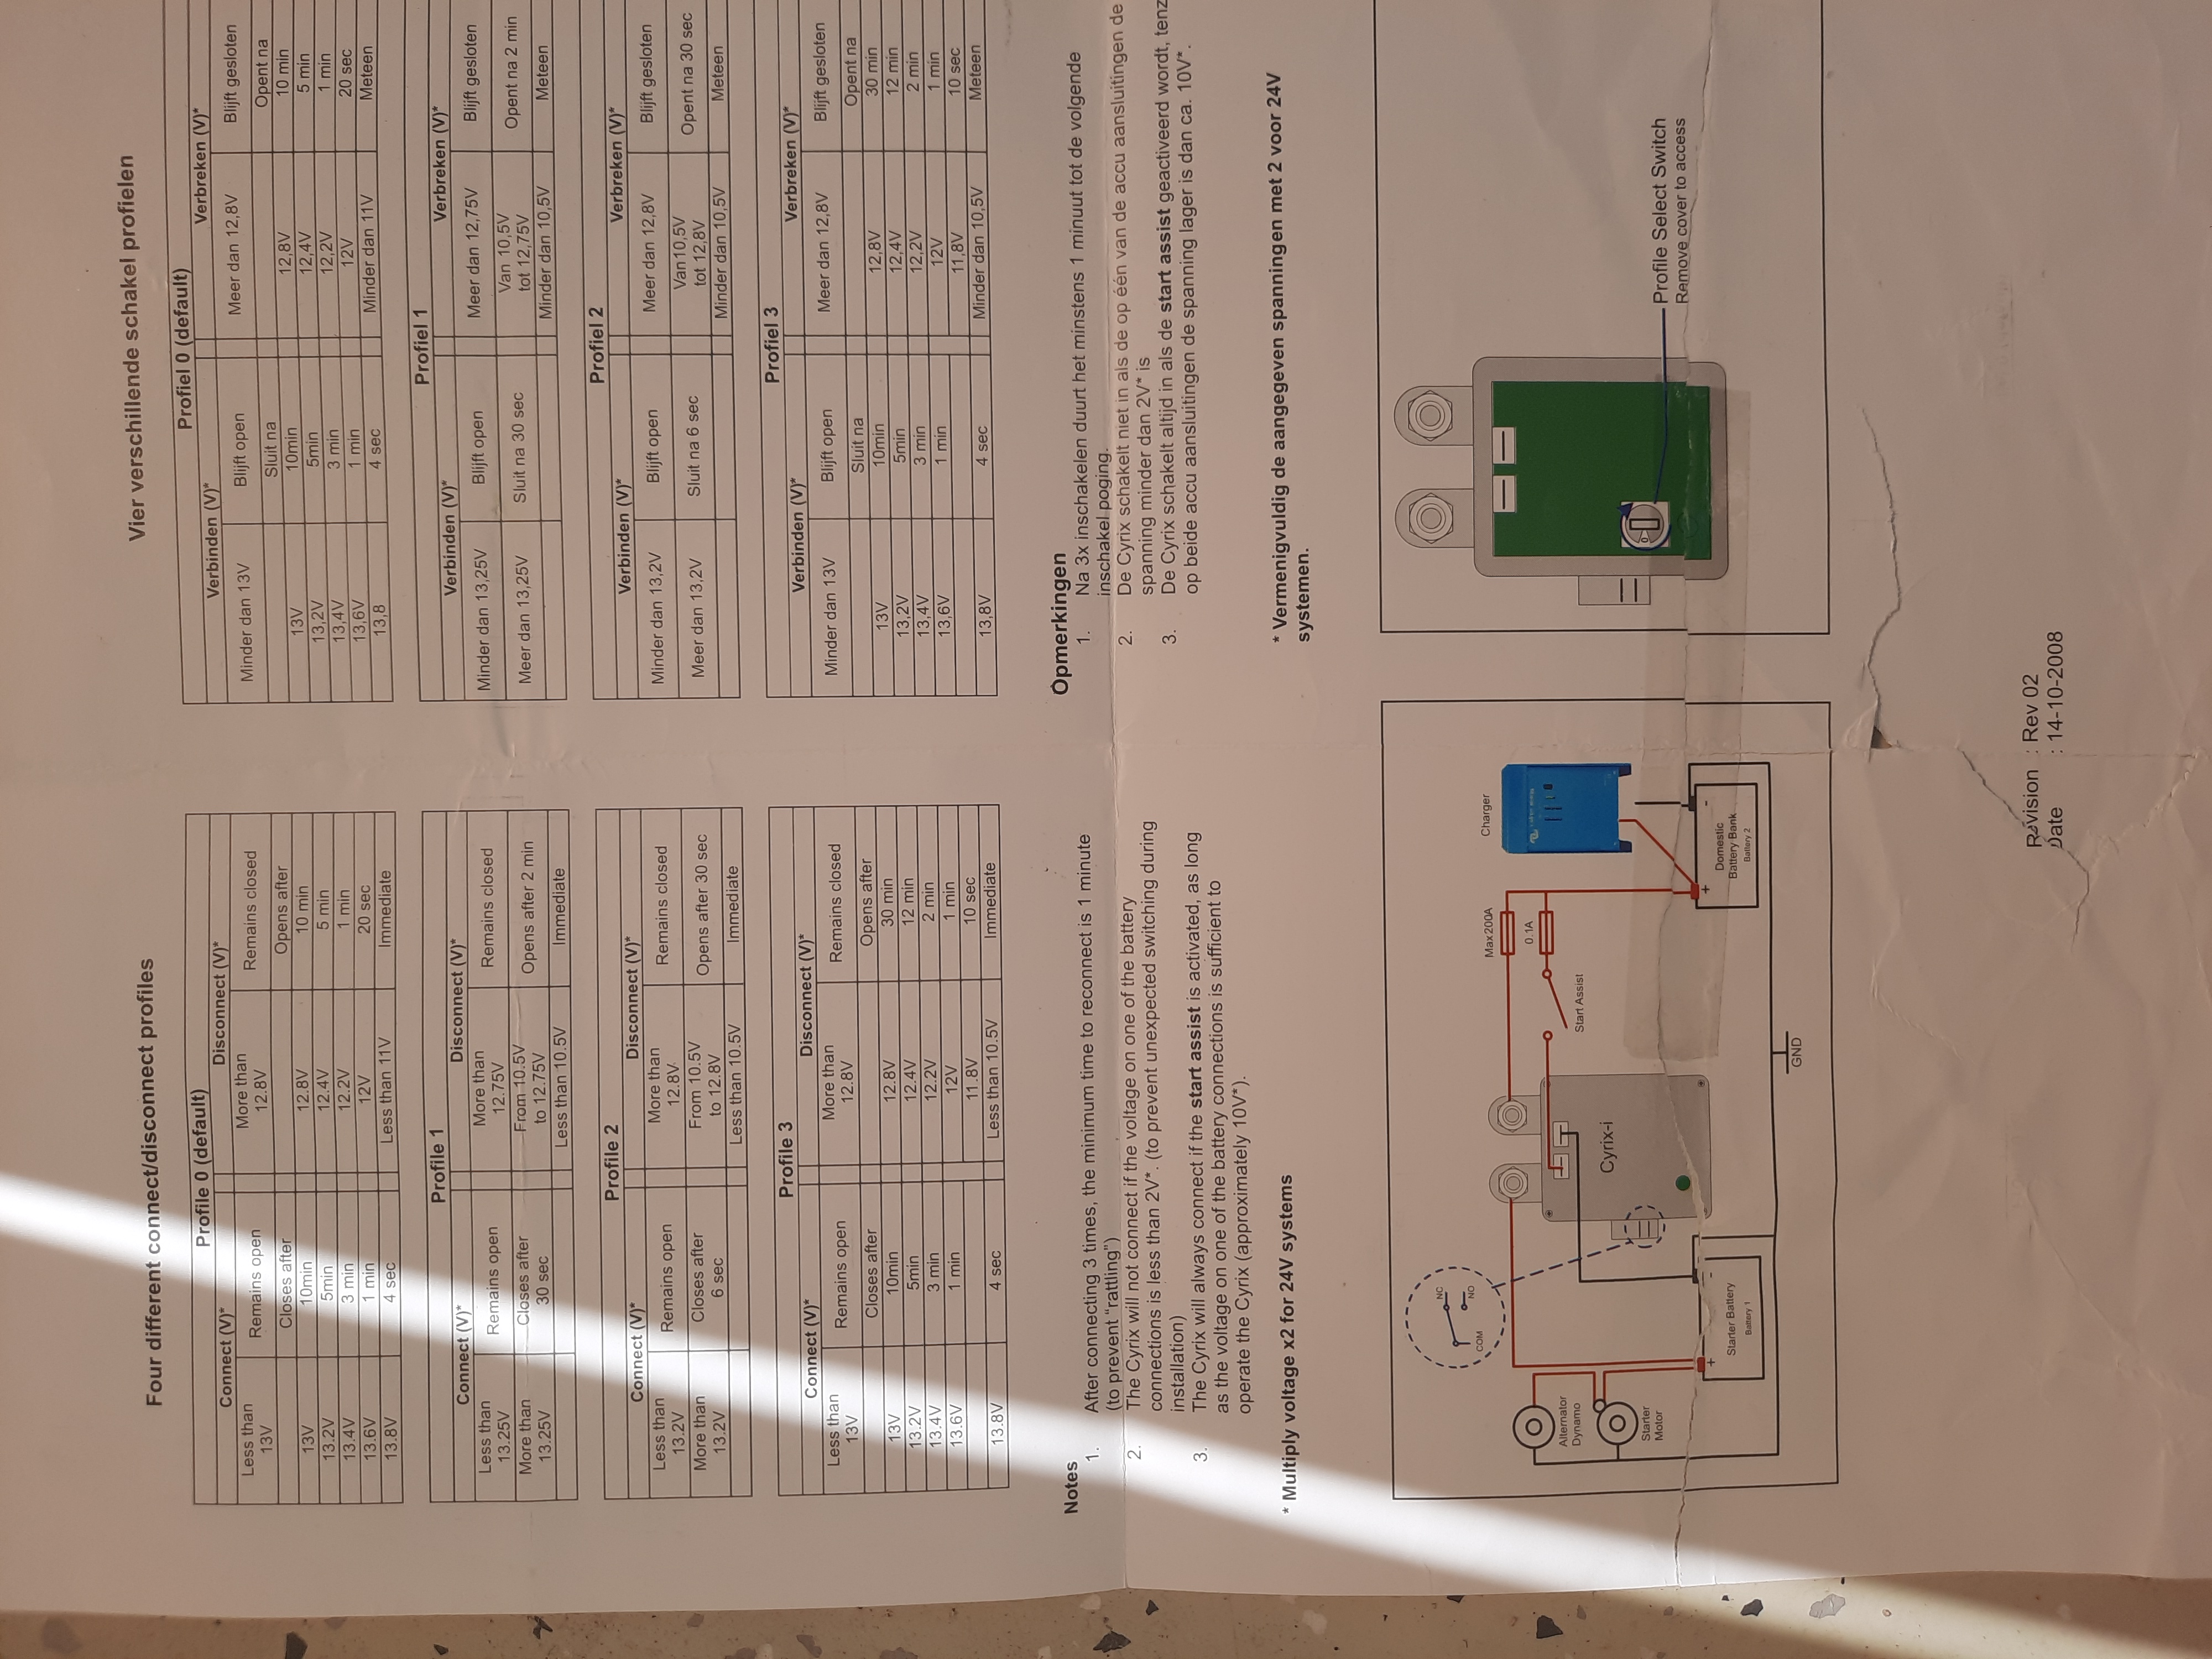 Four different connect/disconnect profiles
Profile 0 (default)
Connect (V)* Disconnect (V)*
Less than 13V Remains open More than 12.8V Remains closed
Closes after Opens after
13V 10min 12.8V 10 min
13.2V 5min 12.4V 5 min
13.4V 3 min 12.2V 1 min
13.6V 1 min 12V 20 sec
13.8V 4 sec Less than 11V Immediate
Profile 1
Connect (V)* Disconnect (V)*
Less than 13.25V Remains open More than 12.75V Remains closed
More than 13.25V Closes after 30 sec From 10.5V to 12.75V Opens after 2 min
Less than 10.5V Immediate
Profile 2
Connect (V)* Disconnect (V)*
Less than 13.2V Remains open More than 12.8V Remains closed
More than 13.2V Closes after 6 sec From 10.5V to 12.8V Opens after 30 sec
Less than 10.5V Immediate
Profile 3
Connect (V)* Disconnect (V)*
Less than 13V Remains open More than 12.8V Remains closed
Closes after Opens after
13V 10min 12.8V 30 min
13.2V 5min 12.4V 12 min
13.4V 3 min 12.2V 2 min
13.6V 1 min 12V 1 min
11.8V 10 sec
13.8V 4 sec Less than 10.5V Immediate
Notes
1. After connecting 3 times, the minimum time to reconnect is 1 minute
(to prevent “rattling”)
2. The Cyrix will not connect if the voltage on one of the battery
connections is less than 2V*. (to prevent unexpected switching during
installation)
3. The Cyrix will always connect if the start assist is activated, as long
as the voltage on one of the battery connections is sufficient to
operate the Cyrix (approximately 10V*).
* Multiply voltage x2 for 24V systems
Vier verschillende schakel profielen
Profiel 0 (default)
Verbinden (V)* Verbreken (V)*
Minder dan 13V Blijft open Meer dan 12,8V Blijft gesloten
Sluit na Opent na
13V 10min 12,8V 10 min
13,2V 5min 12,4V 5 min
13,4V 3 min 12,2V 1 min
13,6V 1 min 12V 20 sec
13,8 4 sec Minder dan 11V Meteen
Profiel 1
Verbinden (V)* Verbreken (V)*
Minder dan 13,25V Blijft open Meer dan 12,75V Blijft gesloten
Meer dan 13,25V Sluit na 30 sec Van 10,5V tot 12,75V Opent na 2 min
Minder dan 10,5V Meteen
Profiel 2
Verbinden (V)* Verbreken (V)*
Minder dan 13,2V Blijft open Meer dan 12,8V Blijft gesloten
Meer dan 13,2V Sluit na 6 sec Van10,5V tot 12,8V Opent na 30 sec
Minder dan 10,5V Meteen
Profiel 3
Verbinden (V)* Verbreken (V)*
Minder dan 13V Blijft open Meer dan 12,8V Blijft gesloten
Sluit na Opent na
13V 10min 12,8V 30 min
13,2V 5min 12,4V 12 min
13,4V 3 min 12,2V 2 min
13,6V 1 min 12V 1 min
11,8V 10 sec
13,8V 4 sec Minder dan 10,5V Meteen
Opmerkingen
1. Na 3x inschakelen duurt het minstens 1 minuut tot de volgende
inschakel poging.
2. De Cyrix schakelt niet in als de op één van de accu aansluitingen de
spanning minder dan 2V* is
3. De Cyrix schakelt altijd in als de start assist geactiveerd wordt, tenz
op beide accu aansluitingen de spanning lager is dan ca. 10V*.
* Vermenigvuldig de aangegeven spanningen met 2 voor 24V
systemen.
NC
NO
COM
Alternator
Dynamo
Starter
Motor
Cyrix-i
Max200A
0.1A
Start Assist
Charger
+ -
Starter Battery
Battery 1
+ -
Domestic
Battery Bank
Battery 2
GND
0
Profile Select Switch
Remove cover to access
Revision : Rev 02
Date : 14-10-2008